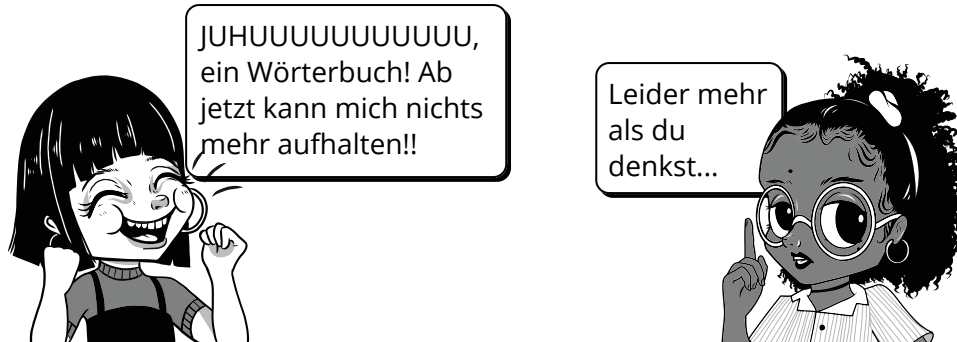 JUHUUUUUUUUUUU,
ein Wörterbuch! Ab
jetzt kann mich nichts
mehr aufhalten!!
Leider mehr
als du
denkst...